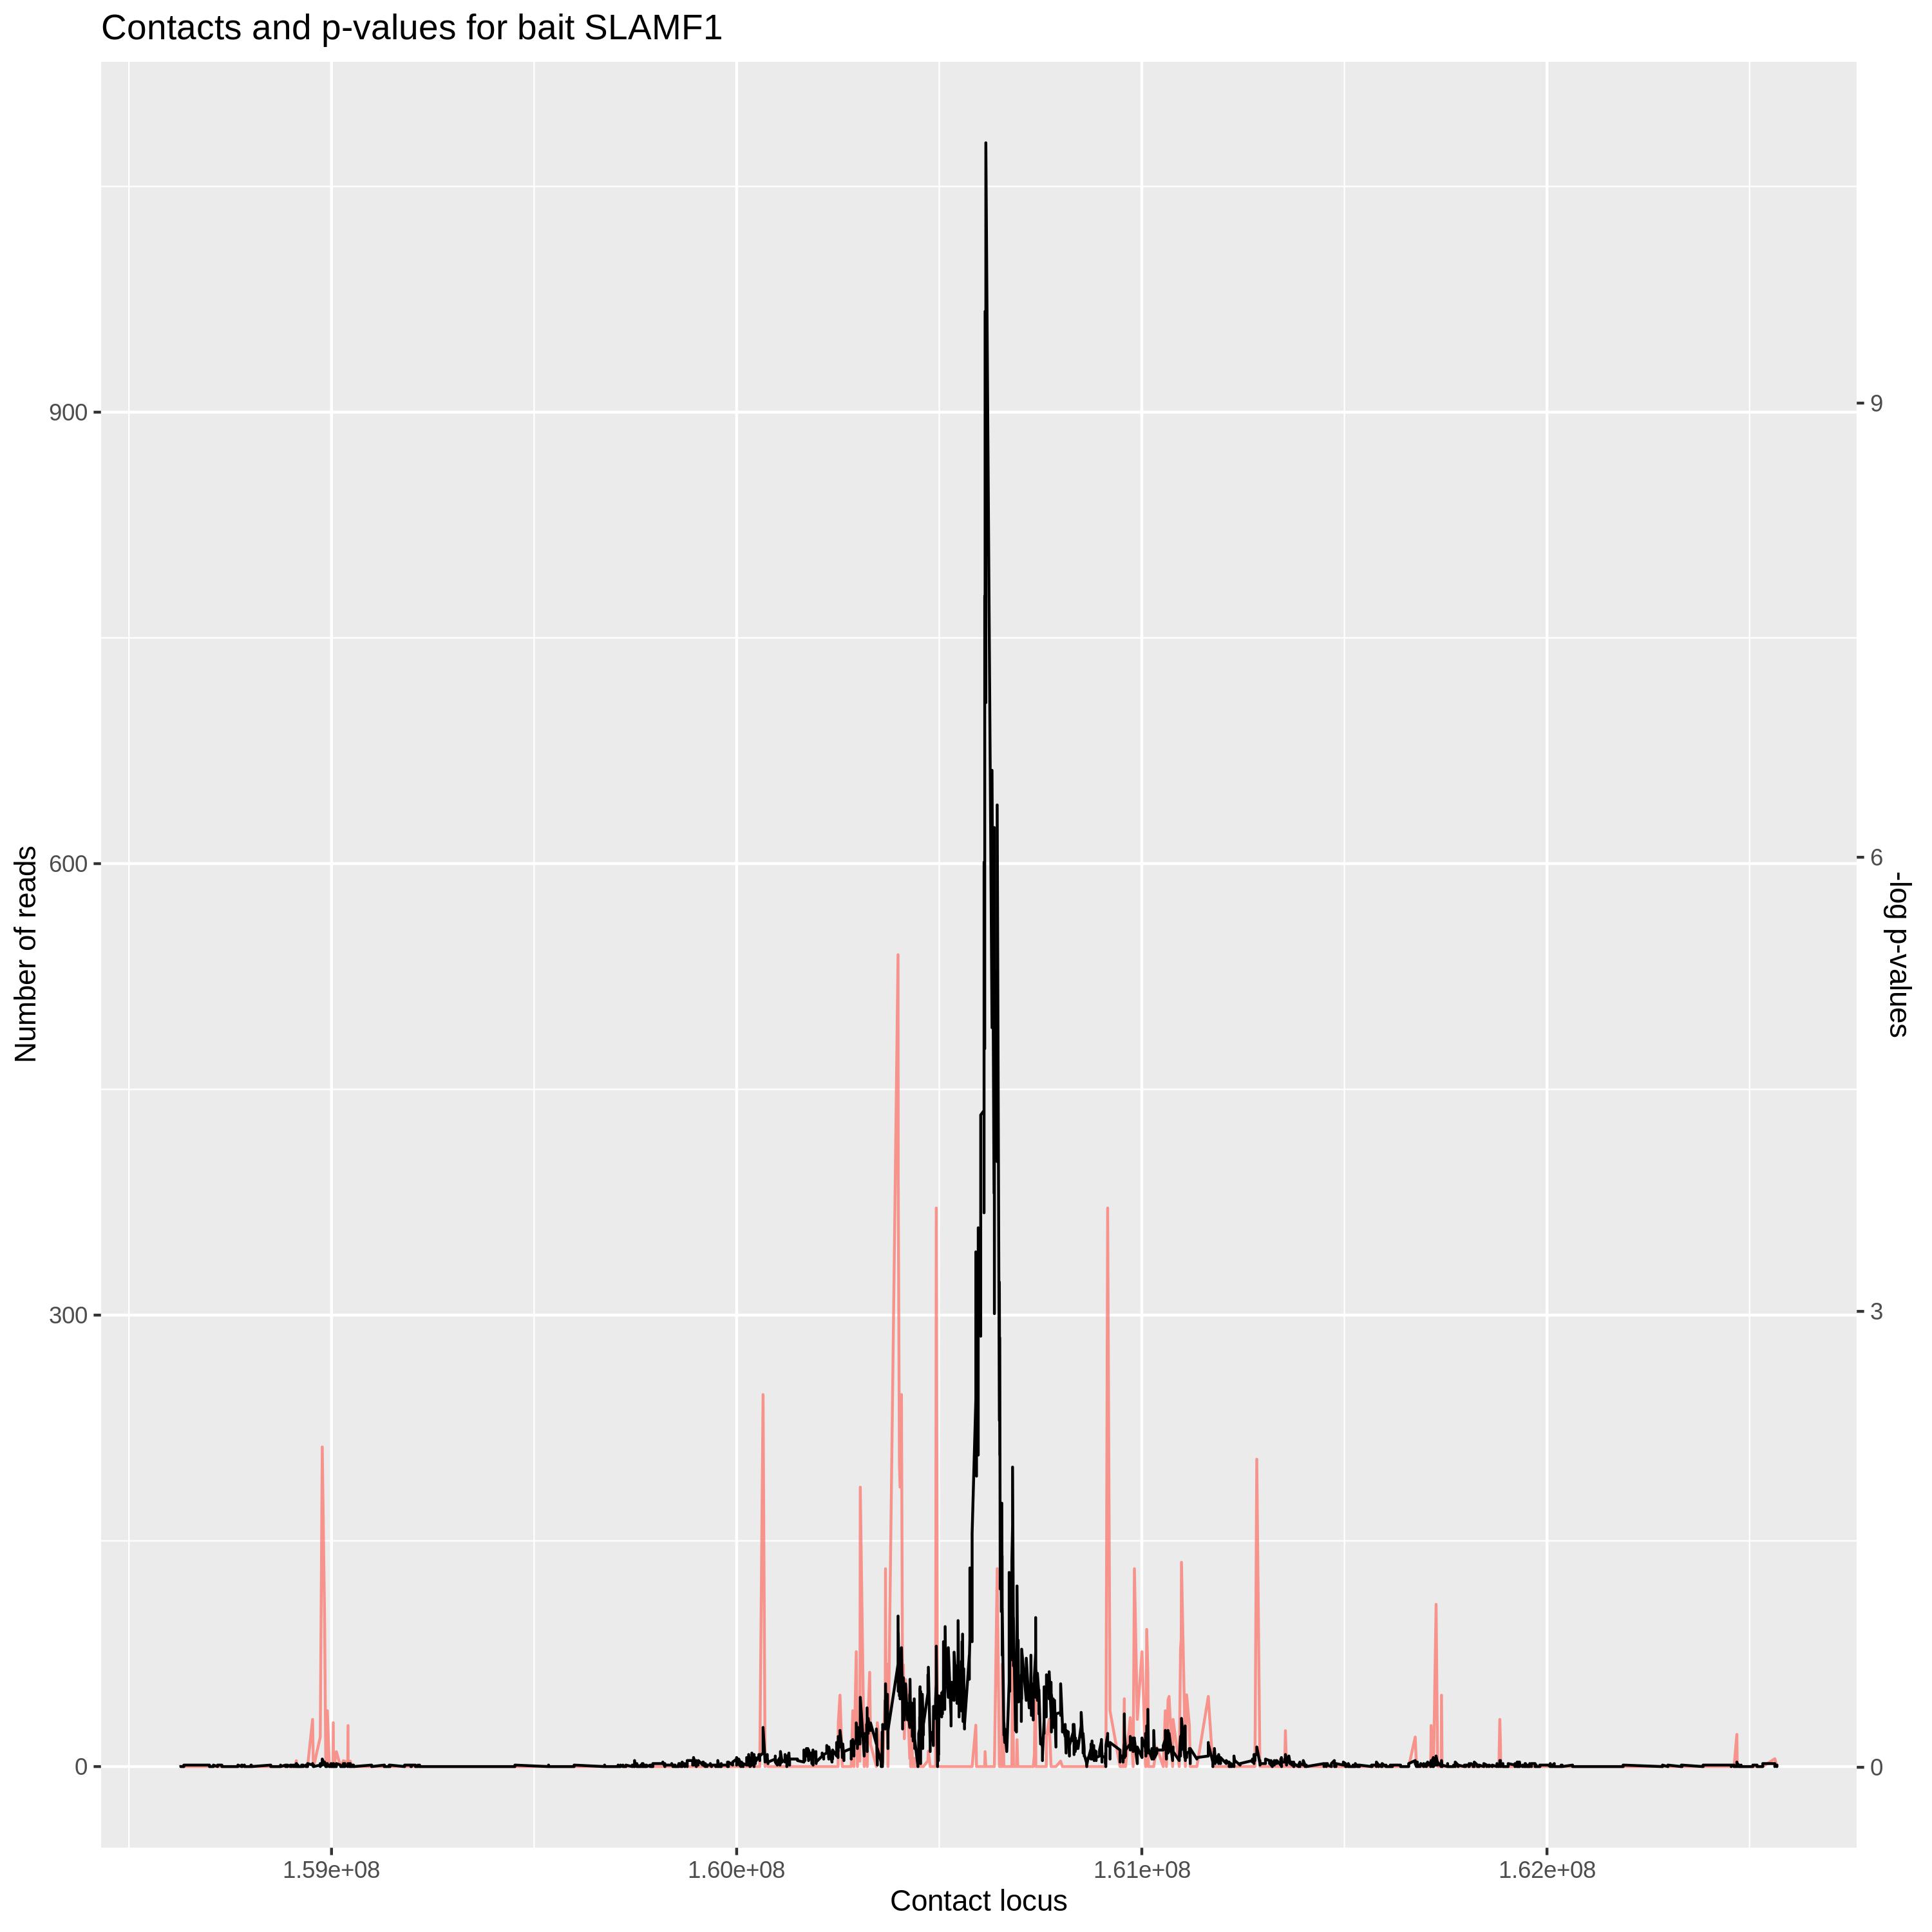 Contacts and p-values for bait SLAMF1
Number of reads
900
600
300
0
-log p-values
9
6
3
0
1.59e+08 1.60e+08 1.61e+08 1.62e+08
Contact locus